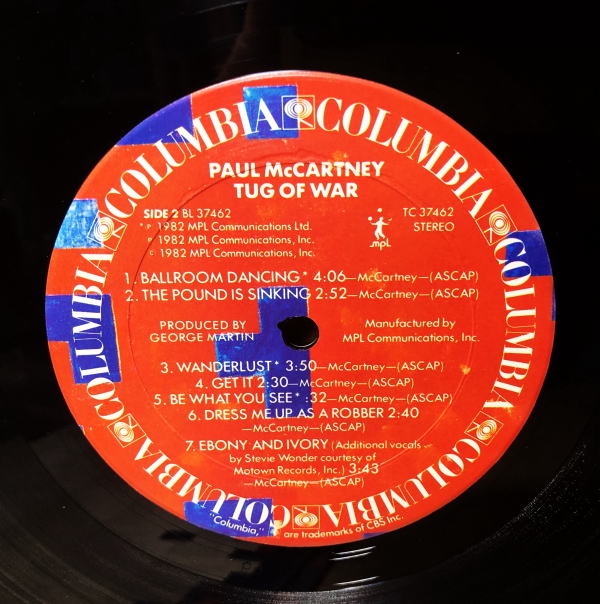 COLUMBIA COLUMBIA COLUMBIA COLUMBIA COLUMBIA COLUMBIA COLUMBIA
PAUL McCARTNEY
TUG OF WAR
SIDE 2 BL 37462
TC 37462
STEREO
* ℗ 1982 MPL Communications Ltd.
℗ 1982 MPL Communications, Inc.
© 1982 MPL Communications, Inc.
MPL
1. BALLROOM DANCING* 4:06—McCartney—(ASCAP)
2. THE POUND IS SINKING 2:52—McCartney—(ASCAP)
PRODUCED BY
GEORGE MARTIN
Manufactured by
MPL Communications, Inc.
3. WANDERLUST* 3:50—McCartney—(ASCAP)
4. GET IT 2:30—McCartney—(ASCAP)
5. BE WHAT YOU SEE* :32—McCartney—(ASCAP)
6. DRESS ME UP AS A ROBBER 2:40
—McCartney—(ASCAP)
7. EBONY AND IVORY (Additional vocals
by Stevie Wonder courtesy of
Motown Records, Inc.) 3:43
—McCartney—(ASCAP)
"Columbia," are trademarks of CBS Inc.